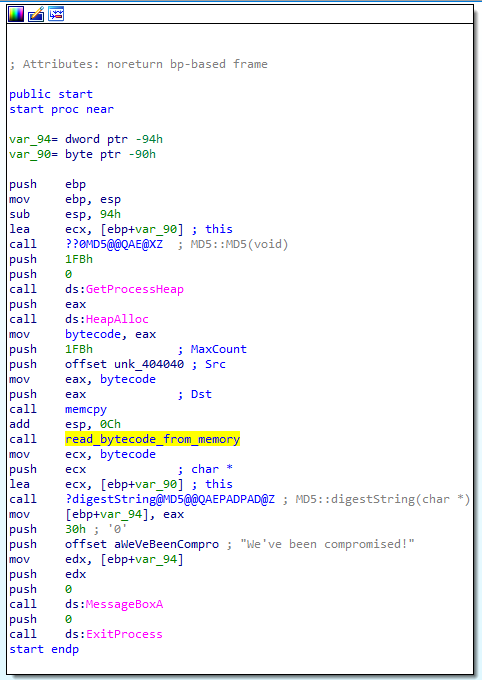 ; Attributes: noreturn bp-based frame
public start
start proc near
var_94= dword ptr -94h
var_90= byte ptr -90h
push ebp
mov ebp, esp
sub esp, 94h
lea ecx, [ebp+var_90] ; this
call ??0MD5@@QAE@XZ ; MD5::MD5(void)
push 1FBh
push 0
call ds:GetProcessHeap
push eax
call ds:HeapAlloc
mov bytecode, eax
push 1FBh ; MaxCount
push offset unk_404040 ; Src
mov eax, bytecode
push eax ; Dst
call memcpy
add esp, 0Ch
call read_bytecode_from_memory
mov ecx, bytecode
push ecx ; char *
lea ecx, [ebp+var_90] ; this
call ?digestString@MD5@@QAEPADPAD@Z ; MD5::digestString(char *)
mov [ebp+var_94], eax
push 30h ; '0'
push offset aWeVeBeenCompro ; "We've been compromised!"
mov edx, [ebp+var_94]
push edx
push 0
call ds:MessageBoxA
push 0
call ds:ExitProcess
start endp